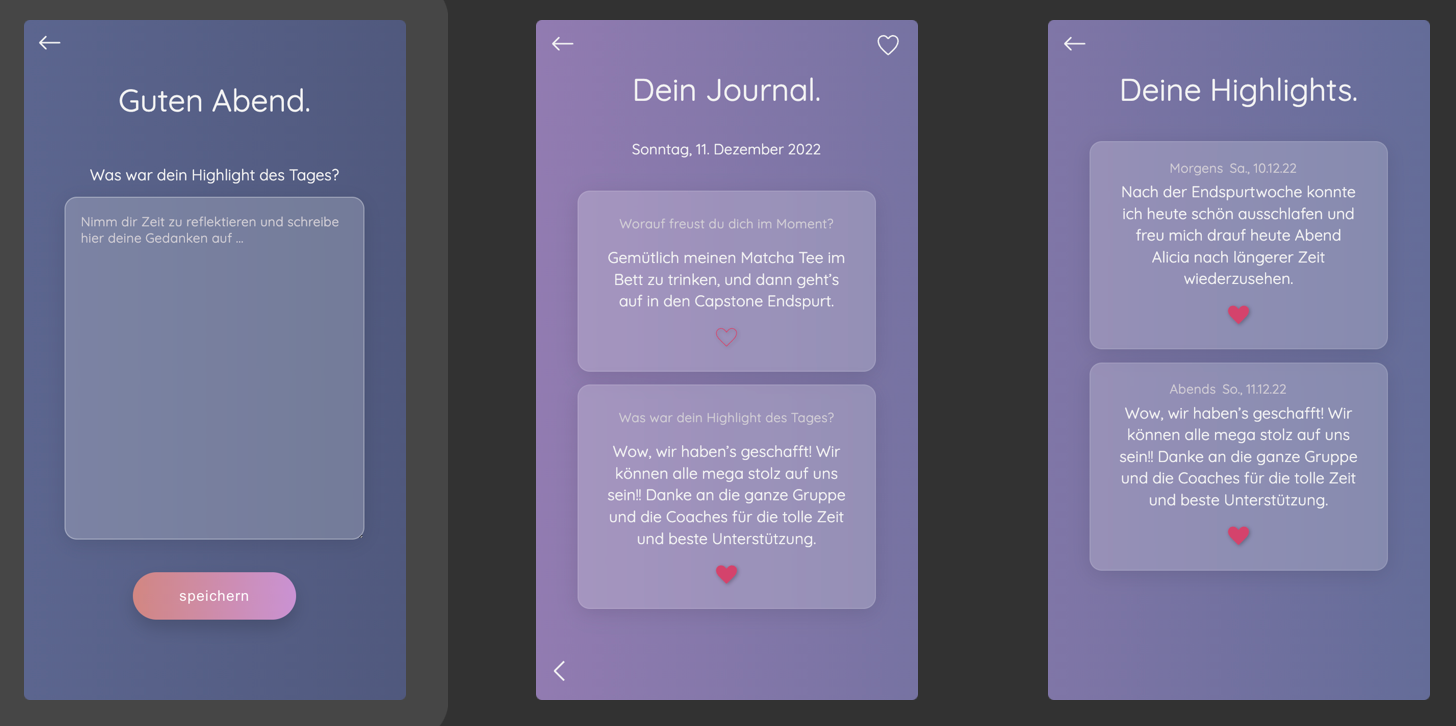 Guten Abend.
Was war dein Highlight des Tages?
Nimm dir Zeit zu reflektieren und schreibe
hier deine Gedanken auf ...
speichern
Dein Journal.
Sonntag, 11. Dezember 2022
Worauf freust du dich im Moment?
Gemütlich meinen Matcha Tee im
Bett zu trinken, und dann geht's
auf in den Capstone Endspurt.
Was war dein Highlight des Tages?
Wow, wir haben's geschafft! Wir
können alle mega stolz auf uns
sein!! Danke an die ganze Gruppe
und die Coaches für die tolle Zeit
und beste Unterstützung.
Deine Highlights.
Morgens Sa., 10.12.22
Nach der Endspurtwoche konnte
ich heute schön ausschlafen und
freu mich drauf heute Abend
Alicia nach längerer Zeit
wiederzusehen.
Abends So., 11.12.22
Wow, wir haben's geschafft! Wir
können alle mega stolz auf uns
sein!! Danke an die ganze Gruppe
und die Coaches für die tolle Zeit
und beste Unterstützung.